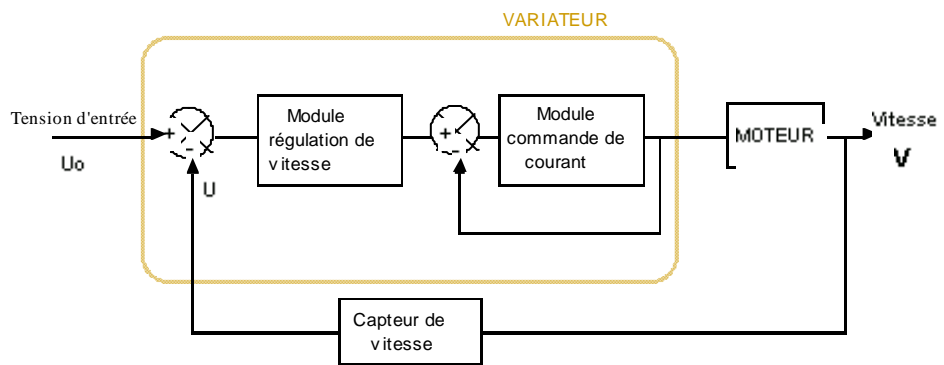 VARIATEUR
Tension d'entrée
Uo
+
-
U
Module
régulation de
vitesse
+
-
Module
commande de
courant
MOTEUR
Vitesse
V
Capteur de
vitesse